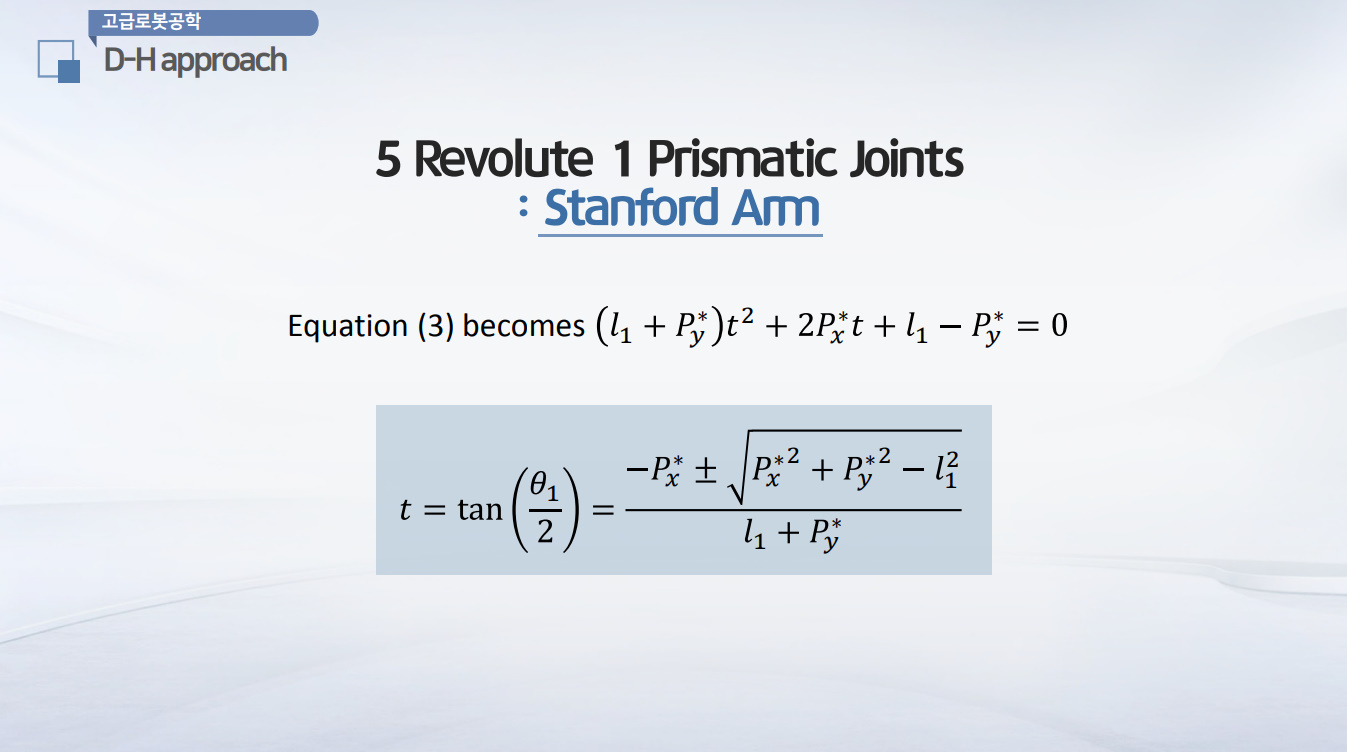 고급로봇공학
D-H approach
5 Revolute 1 Prismatic Joints
: Stanford Arm
Equation (3) becomes $(l_1 + P_y^*)t^2 + 2P_x^*t + l_1 - P_y^* = 0$
$t = \tan\left(\frac{\theta_1}{2}\right) = \frac{-P_x^* \pm \sqrt{{P_x^*}^2 + {P_y^*}^2 - l_1^2}}{l_1 + P_y^*}$